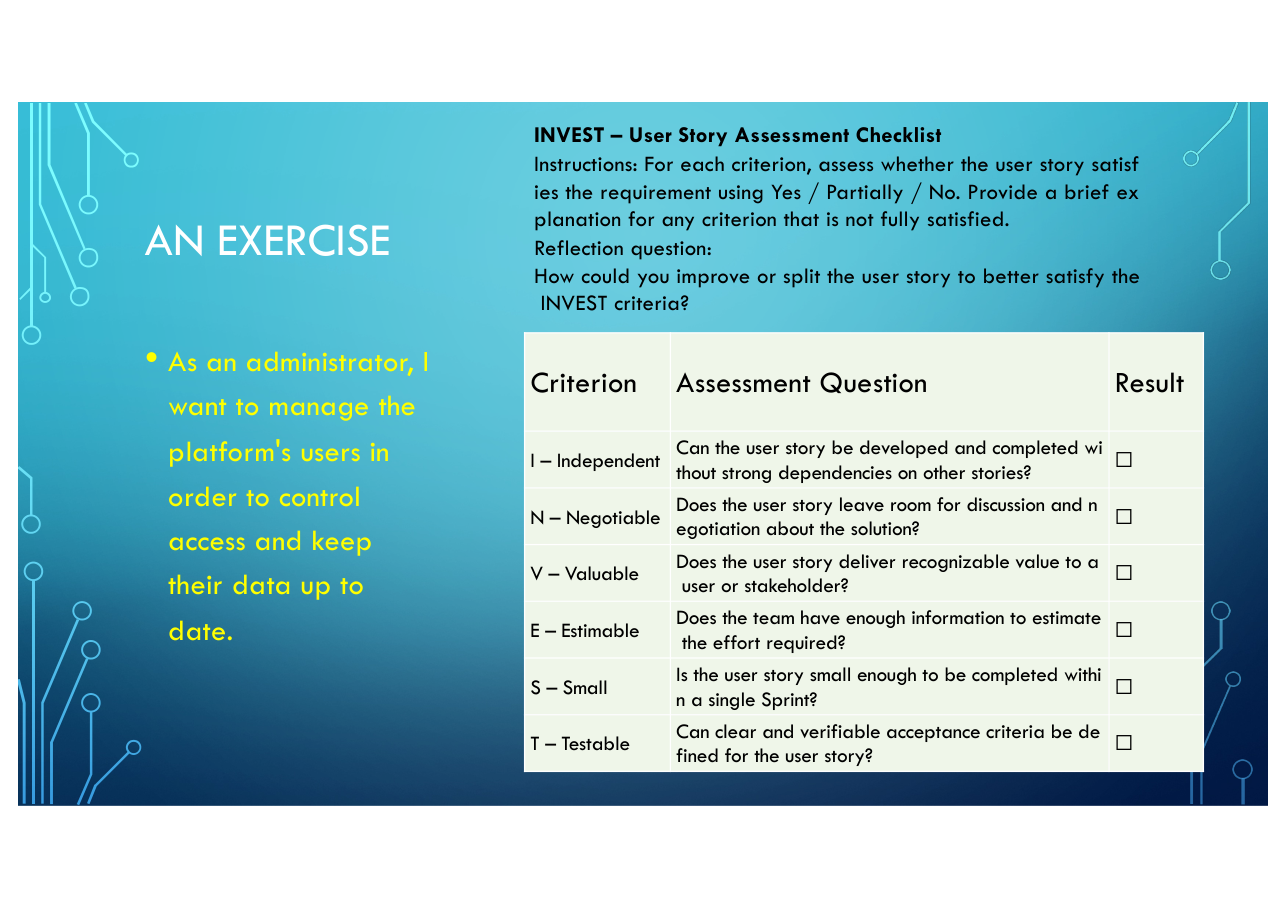 AN EXERCISE
• As an administrator, I
want to manage the
platform's users in
order to control
access and keep
their data up to
date.
INVEST – User Story Assessment Checklist
Instructions: For each criterion, assess whether the user story satisf
ies the requirement using Yes / Partially / No. Provide a brief ex
planation for any criterion that is not fully satisfied.
Reflection question:
How could you improve or split the user story to better satisfy the
INVEST criteria?
Criterion Assessment Question Result
I – Independent Can the user story be developed and completed wi
thout strong dependencies on other stories? ☐
N – Negotiable Does the user story leave room for discussion and n
egotiation about the solution? ☐
V – Valuable Does the user story deliver recognizable value to a
user or stakeholder? ☐
E – Estimable Does the team have enough information to estimate
the effort required? ☐
S – Small Is the user story small enough to be completed withi
n a single Sprint? ☐
T – Testable Can clear and verifiable acceptance criteria be de
fined for the user story? ☐